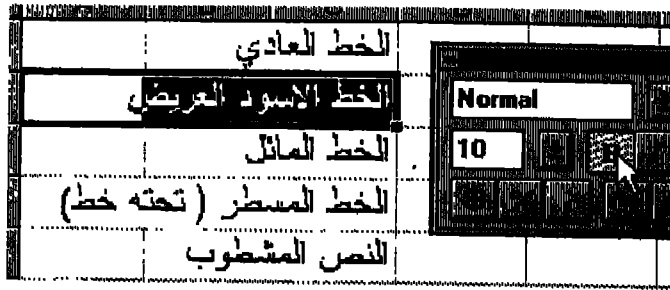 الخط العادي
الخط الاسود العريض
الخط المائل
الخط المسطر ( تحته خط)
النص المشطوب
Normal
10